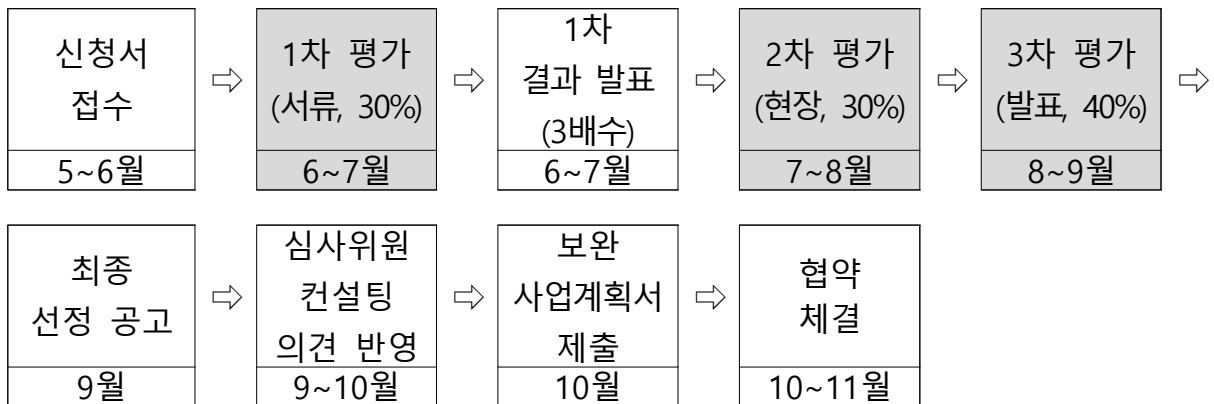 신청서
접수
5~6월
⇨
1차 평가
(서류, 30%)
6~7월
⇨
1차
결과 발표
(3배수)
6~7월
⇨
2차 평가
(현장, 30%)
7~8월
⇨
3차 평가
(발표, 40%)
8~9월
⇨
최종
선정 공고
9월
⇨
심사위원
컨설팅
의견 반영
9~10월
⇨
보완
사업계획서
제출
10월
⇨
협약
체결
10~11월